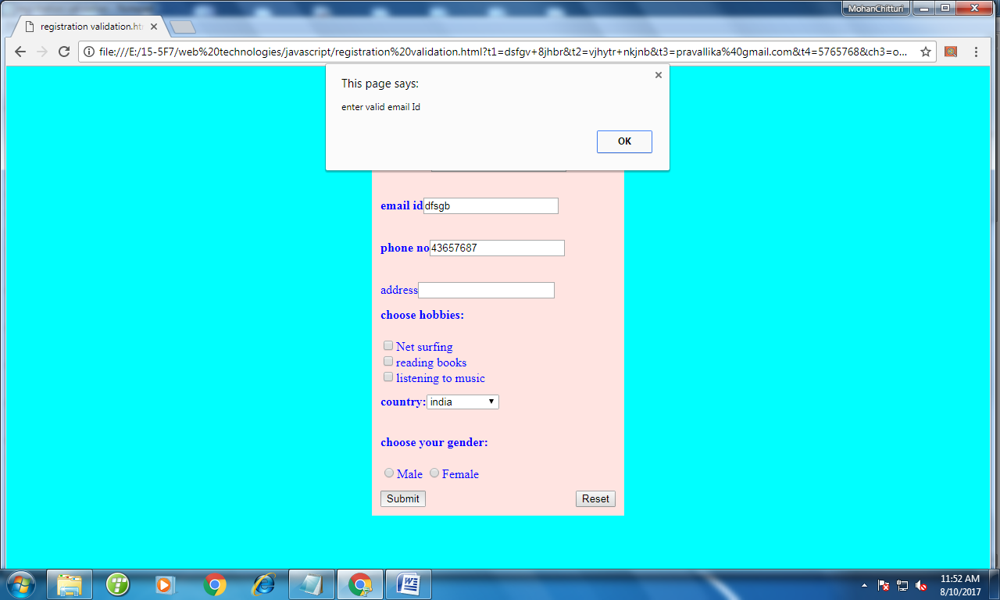 MohanChitturi
registration validation.ht
file:///E:/15-5F7/web%20technologies/javascript/registration%20validation.html?t1=dsfgv+8jhbr&t2=vjhytr+nkjnb&t3=pravallika%40gmail.com&t4=5765768&ch3=o...
This page says:
enter valid email Id
OK
email id dfsgb
phone no 43657687
address
choose hobbies:
Net surfing
reading books
listening to music
country: india
choose your gender:
Male Female
Submit Reset
11:52 AM
8/10/2017